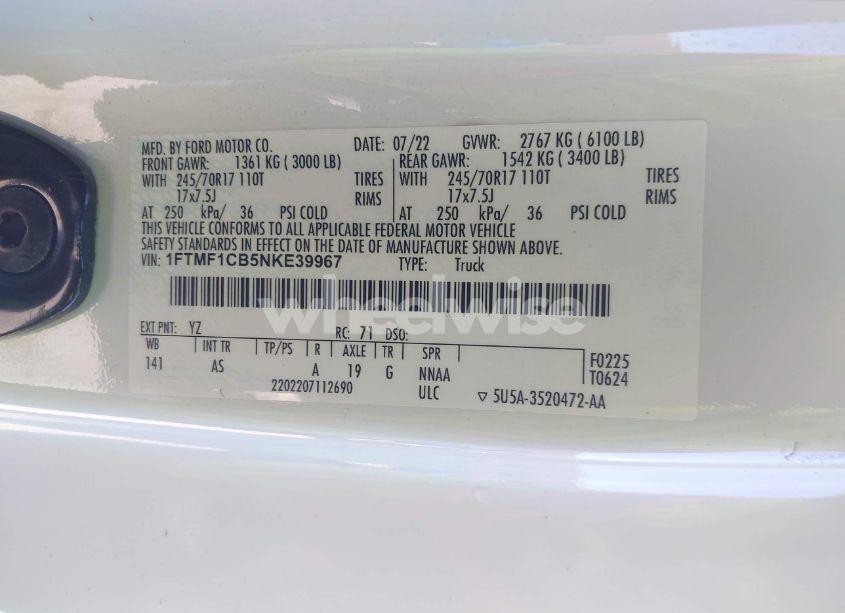 MFD. BY FORD MOTOR CO. DATE: 07/22 GVWR: 2767 KG ( 6100 LB)
FRONT GAWR: 1361 KG ( 3000 LB) REAR GAWR: 1542 KG ( 3400 LB)
WITH 245/70R17 110T TIRES WITH 245/70R17 110T TIRES
17x7.5J RIMS 17x7.5J RIMS
AT 250 kPa/ 36 PSI COLD AT 250 kPa/ 36 PSI COLD
THIS VEHICLE CONFORMS TO ALL APPLICABLE FEDERAL MOTOR VEHICLE
SAFETY STANDARDS IN EFFECT ON THE DATE OF MANUFACTURE SHOWN ABOVE.
VIN: 1FTMF1CB5NKE39967 TYPE: Truck
wheelwise
EXT PNT: YZ RC: 71 DSO:
WB INT TR TP/PS R AXLE TR SPR F0225
141 AS A 19 G NNAA T0624
2202207112690 ULC ▽ 5U5A-3520472-AA